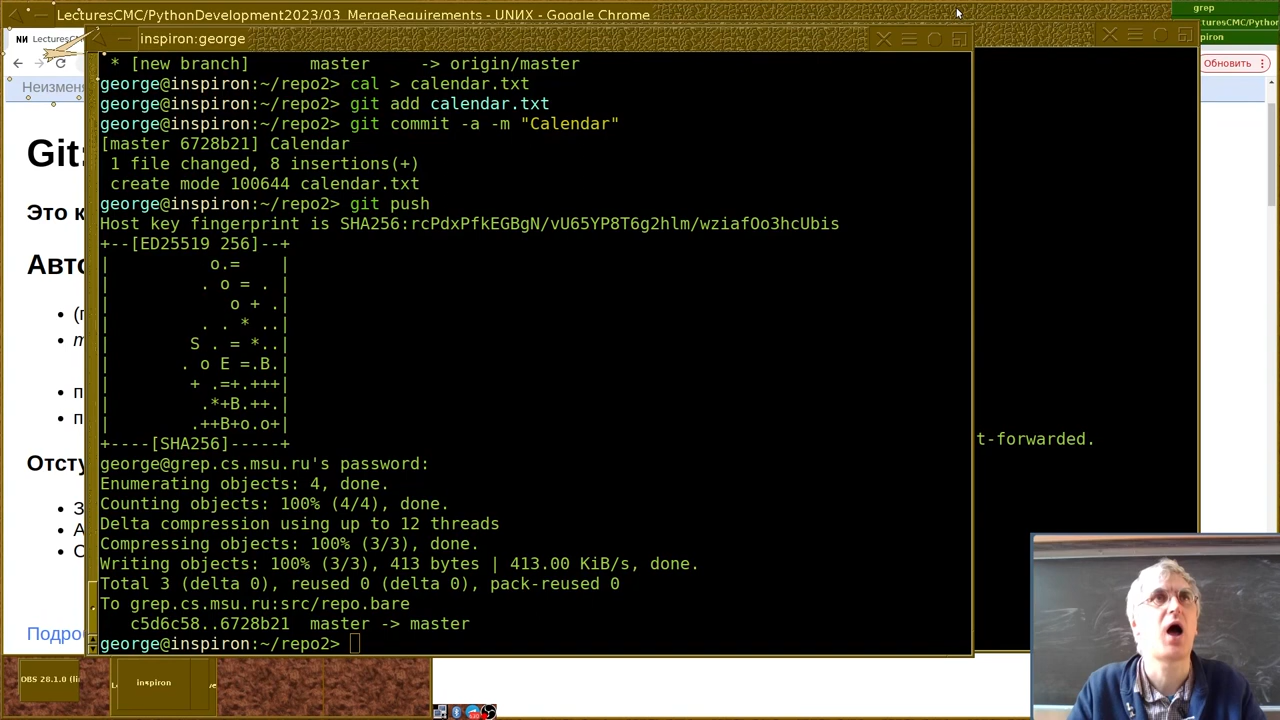 LecturesCMC/PythonDevelopment2023/03_MergeRequirements - UNИX - Google Chrome
grep
turesCMC/Python
piron
inspiron:george
LecturesCM
Обновить
Неизменя
Git:
Это к
Авто
(г
т
п
п
Отсту
З
А
С
Подро
* [new branch]      master     -> origin/master
george@inspiron:~/repo2> cal > calendar.txt
george@inspiron:~/repo2> git add calendar.txt
george@inspiron:~/repo2> git commit -a -m "Calendar"
[master 6728b21] Calendar
 1 file changed, 8 insertions(+)
 create mode 100644 calendar.txt
george@inspiron:~/repo2> git push
Host key fingerprint is SHA256:rcPdxPfkEGBgN/vU65YP8T6g2hlm/wziafOo3hcUbis
+--[ED25519 256]--+
|          o.=    |
|         . o = . |
|            o + .|
|         . . * ..|
|        S . = *..|
|       . o E =.B.|
|        + .=+.+++|
|         .*+B.++.|
|        .++B+o.o+|
+----[SHA256]-----+
george@grep.cs.msu.ru's password:
Enumerating objects: 4, done.
Counting objects: 100% (4/4), done.
Delta compression using up to 12 threads
Compressing objects: 100% (3/3), done.
Writing objects: 100% (3/3), 413 bytes | 413.00 KiB/s, done.
Total 3 (delta 0), reused 0 (delta 0), pack-reused 0
To grep.cs.msu.ru:src/repo.bare
   c5d6c58..6728b21  master -> master
george@inspiron:~/repo2>
t-forwarded.
OBS 28.1.0 (li
inspiron